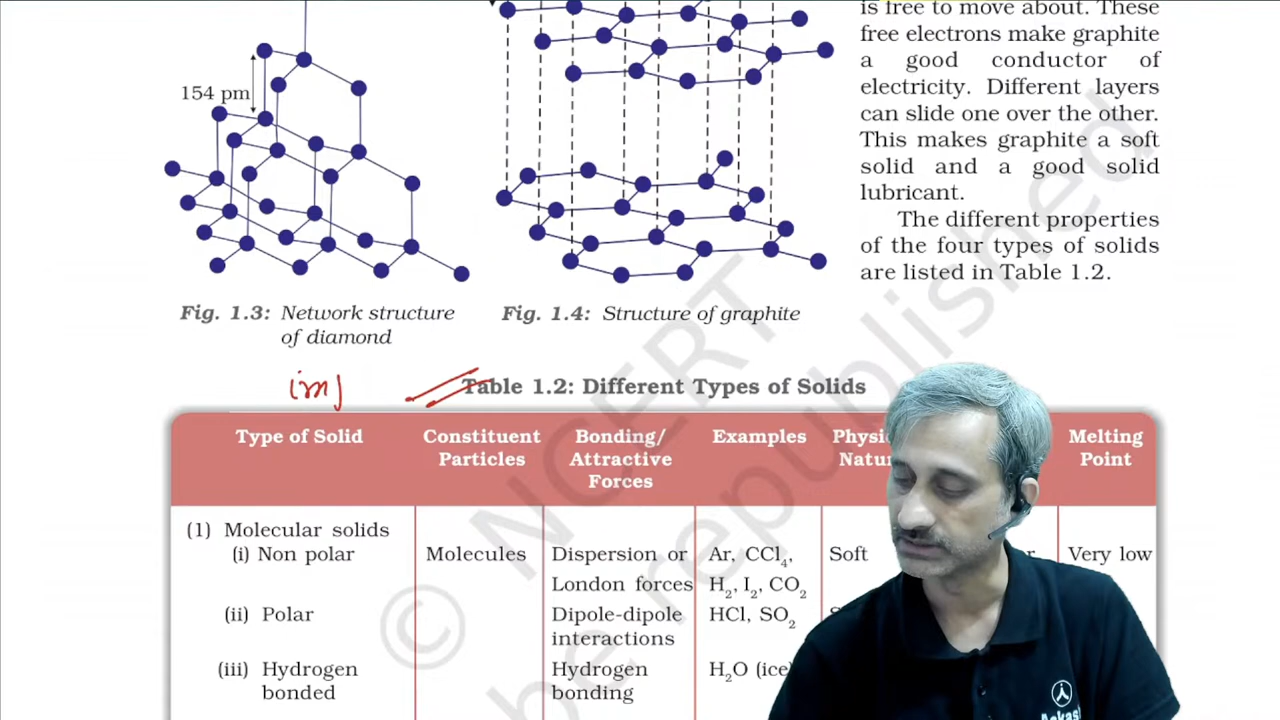 is free to move about. These
free electrons make graphite
a good conductor of
electricity. Different layers
can slide one over the other.
This makes graphite a soft
solid and a good solid
lubricant.
The different properties
of the four types of solids
are listed in Table 1.2.
154 pm
Fig. 1.3: Network structure
of diamond
Fig. 1.4: Structure of graphite
imj
Table 1.2: Different Types of Solids
Type of Solid
Constituent
Particles
Bonding/
Attractive
Forces
Examples
Melting
Point
(1) Molecular solids
(i) Non polar
Molecules
Dispersion or
London forces
Ar, CCl₄,
H₂, I₂, CO₂
Soft
Very low
(ii) Polar
Dipole-dipole
interactions
HCl, SO₂
(iii) Hydrogen
bonded
Hydrogen
bonding
H₂O (ice)
© NCERT
be republished